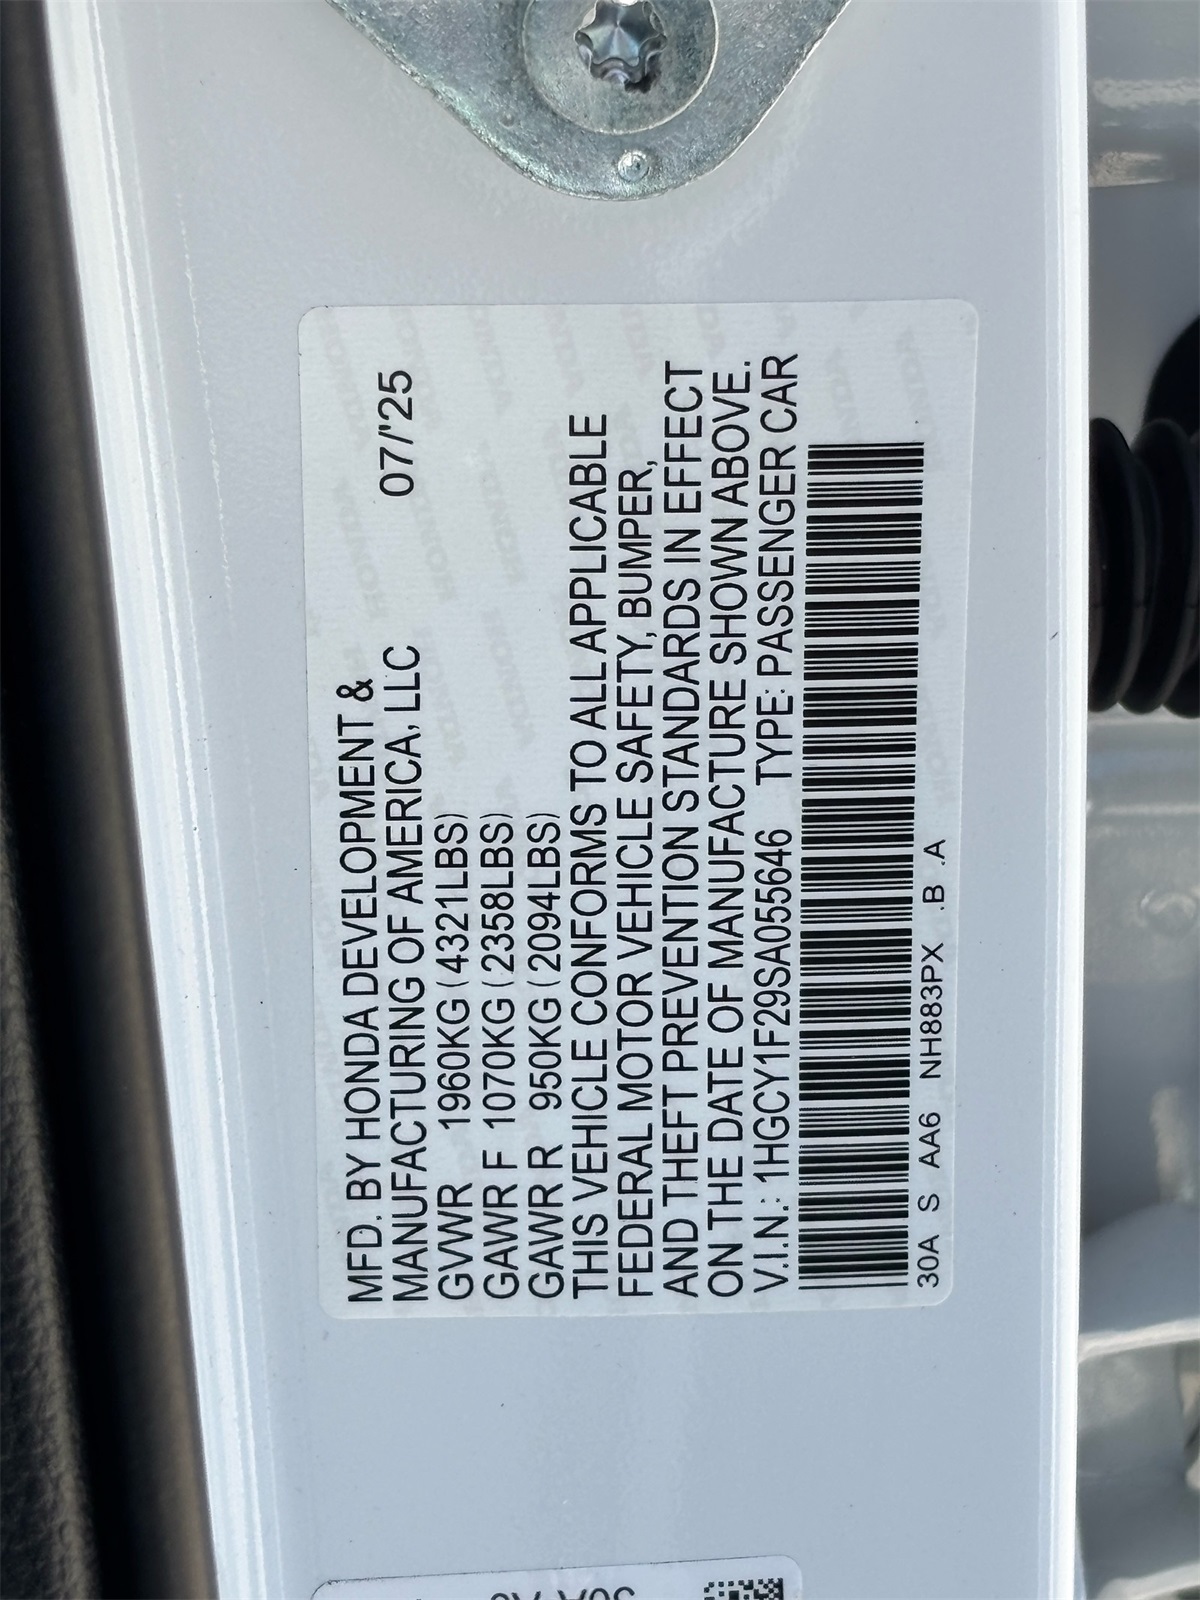 MFD. BY HONDA DEVELOPMENT &
MANUFACTURING OF AMERICA, LLC 07/'25
GVWR 1960KG (4321LBS)
GAWR F 1070KG (2358LBS)
GAWR R 950KG (2094LBS)
THIS VEHICLE CONFORMS TO ALL APPLICABLE
FEDERAL MOTOR VEHICLE SAFETY, BUMPER,
AND THEFT PREVENTION STANDARDS IN EFFECT
ON THE DATE OF MANUFACTURE SHOWN ABOVE.
V.I.N.: 1HGCY1F29SA055646 TYPE: PASSENGER CAR
30A S AA6 NH883PX .B .A